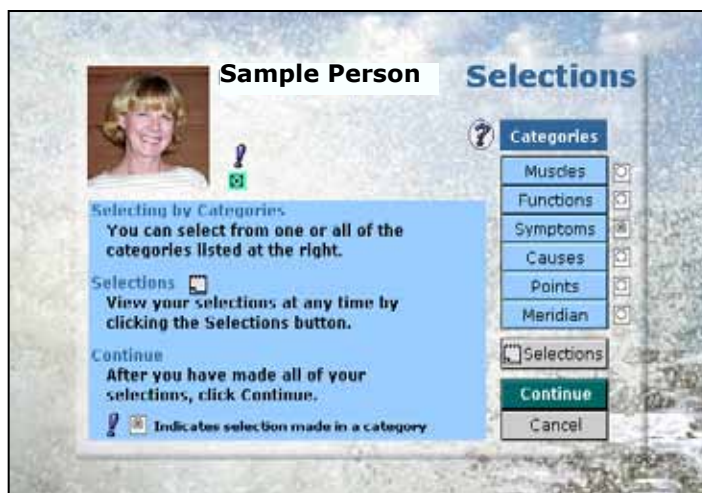 Sample Person
Selections
Categories
Muscles
Functions
Symptoms
Causes
Points
Meridian
Selections
Continue
Cancel
Selecting by Categories
You can select from one or all of the
categories listed at the right.
Selections
View your selections at any time by
clicking the Selections button.
Continue
After you have made all of your
selections, click Continue.
Indicates selection made in a category